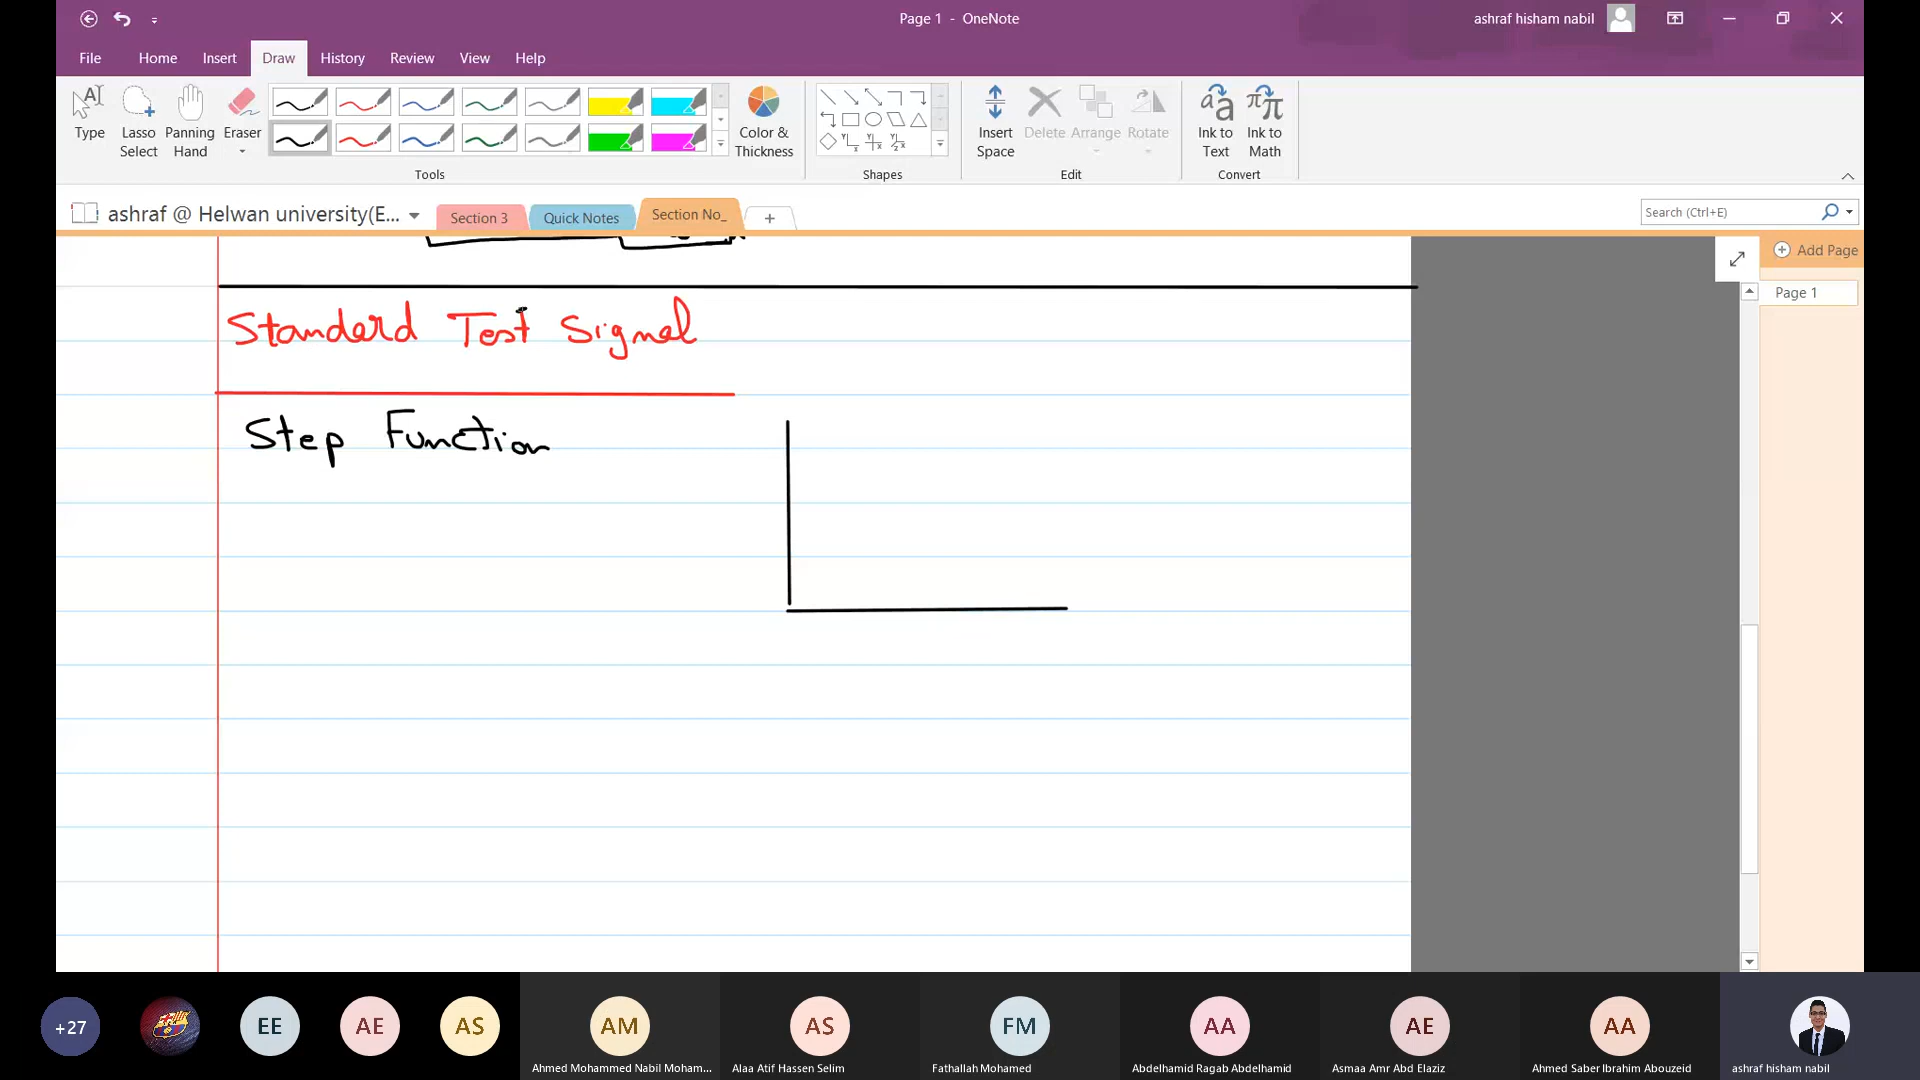 Page 1 - OneNote
ashraf hisham nabil
File Home Insert Draw History Review View Help
Type
Lasso Select
Panning Hand
Eraser
Color & Thickness
Insert Space
Delete
Arrange
Rotate
Ink to Text
Ink to Math
Tools
Shapes
Edit
Convert
ashraf @ Helwan university(E...
Section 3
Quick Notes
Section No_
Search (Ctrl+E)
Add Page
Page 1
Standard Test Signal
Step Function
+27
EE
AE
AS
AM
AS
FM
AA
AE
AA
Ahmed Mohammed Nabil Moham...
Alaa Atif Hassen Selim
Fathallah Mohamed
Abdelhamid Ragab Abdelhamid
Asmaa Amr Abd Elaziz
Ahmed Saber Ibrahim Abouzeid
ashraf hisham nabil